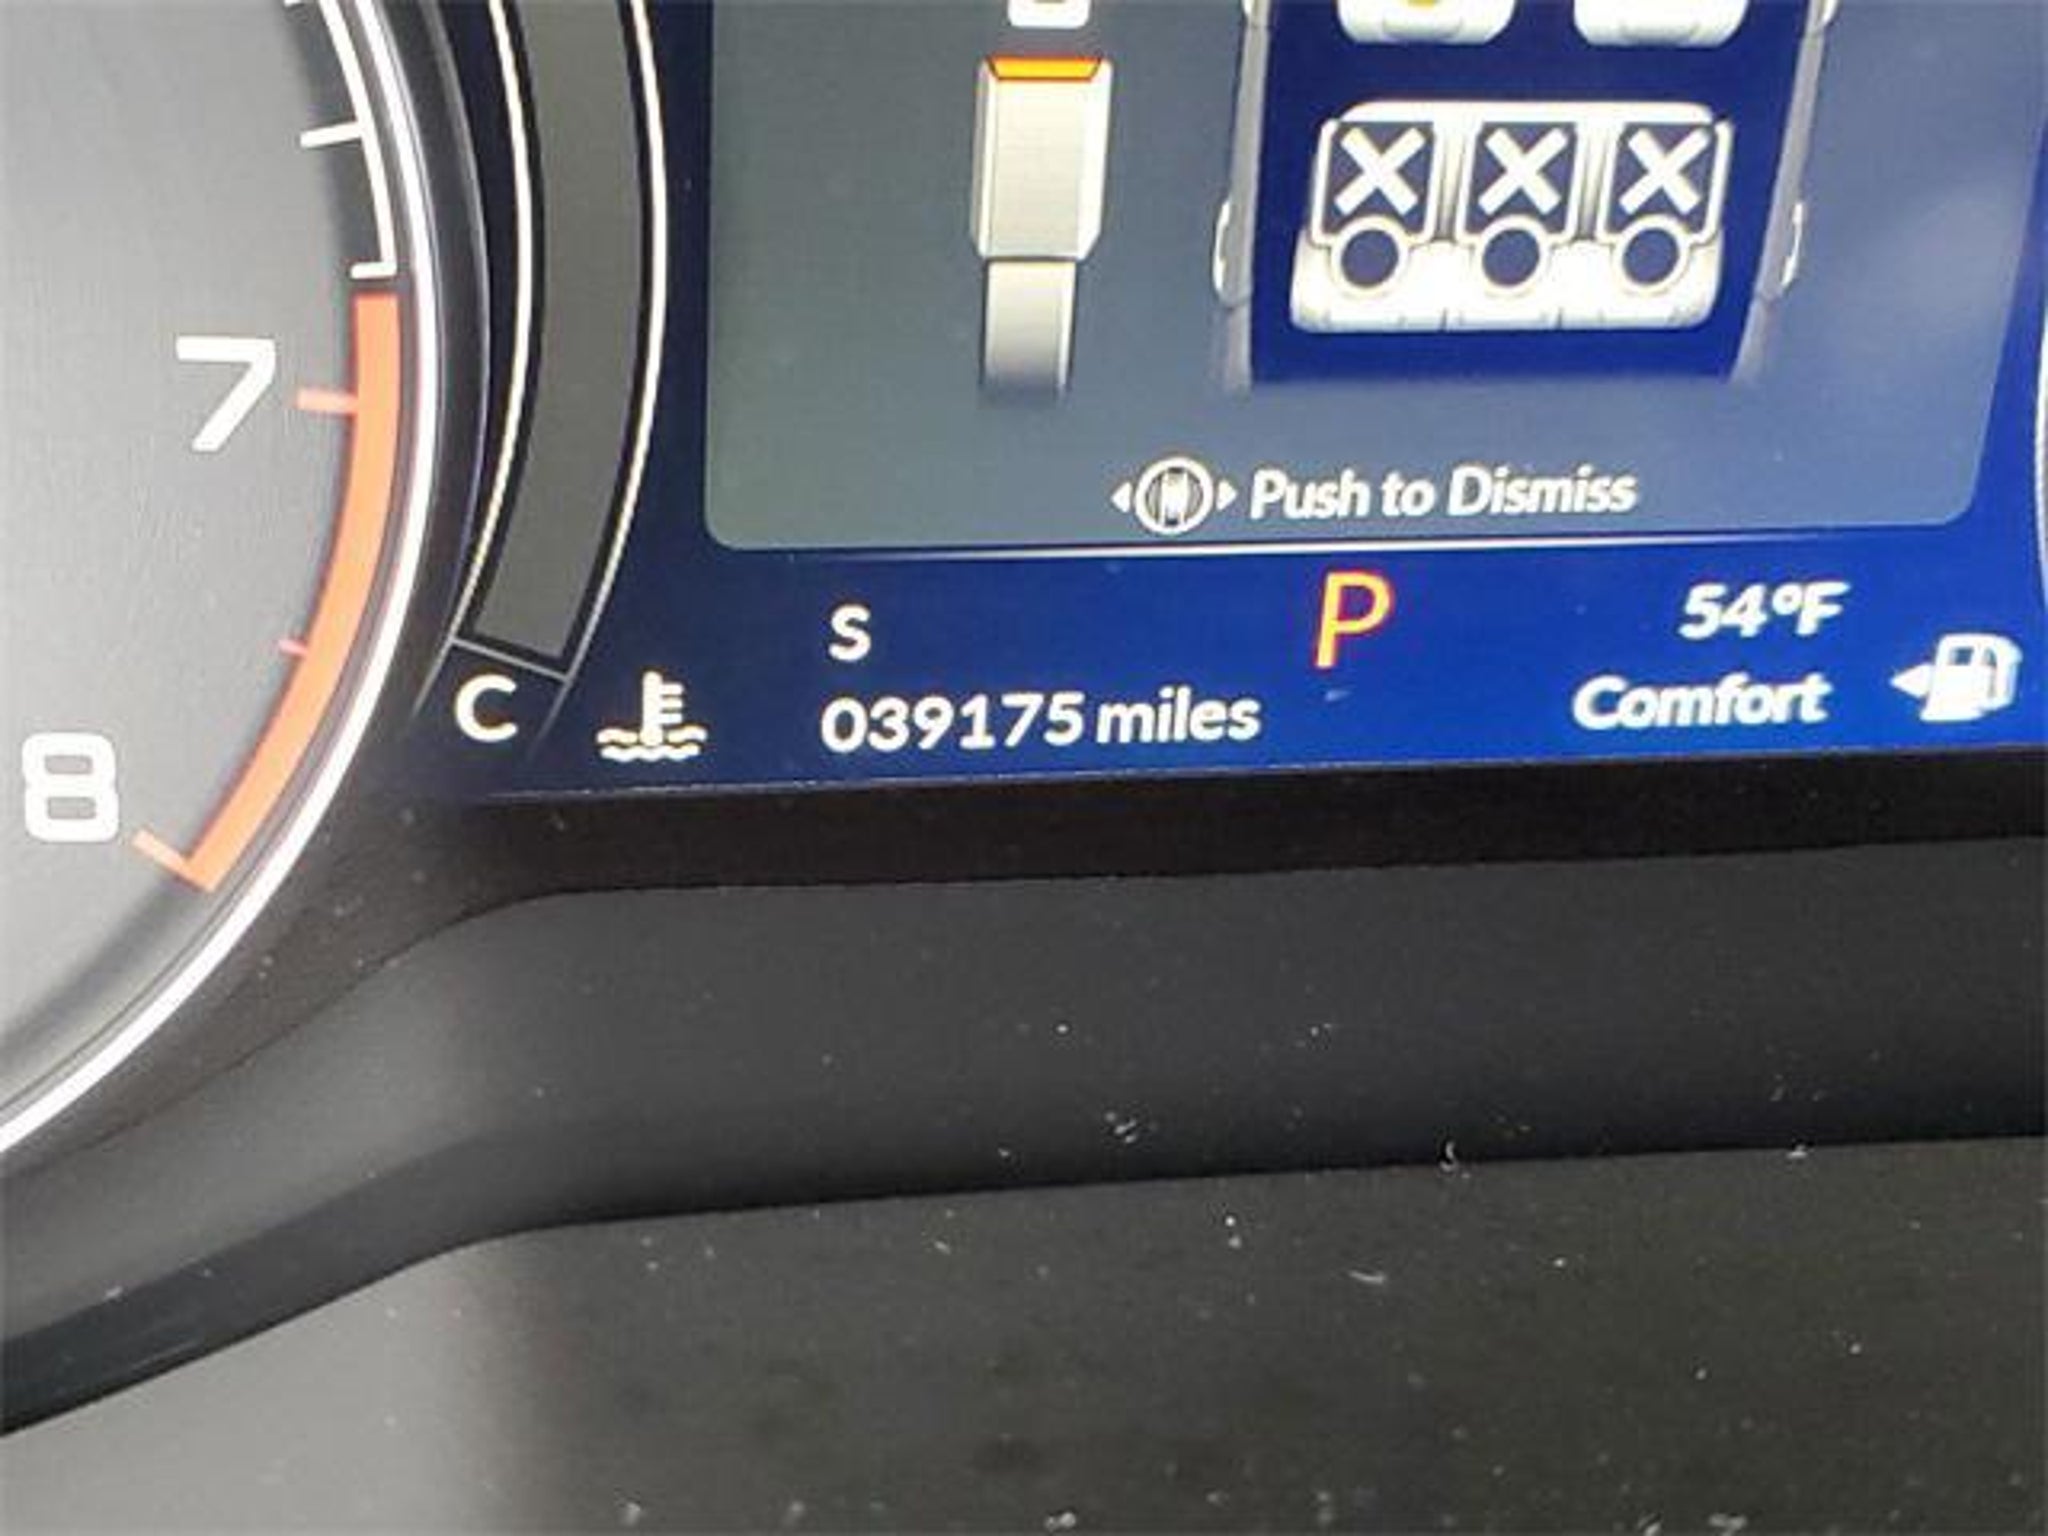 7
8
Push to Dismiss
S
P
54°F
C
039175 miles
Comfort